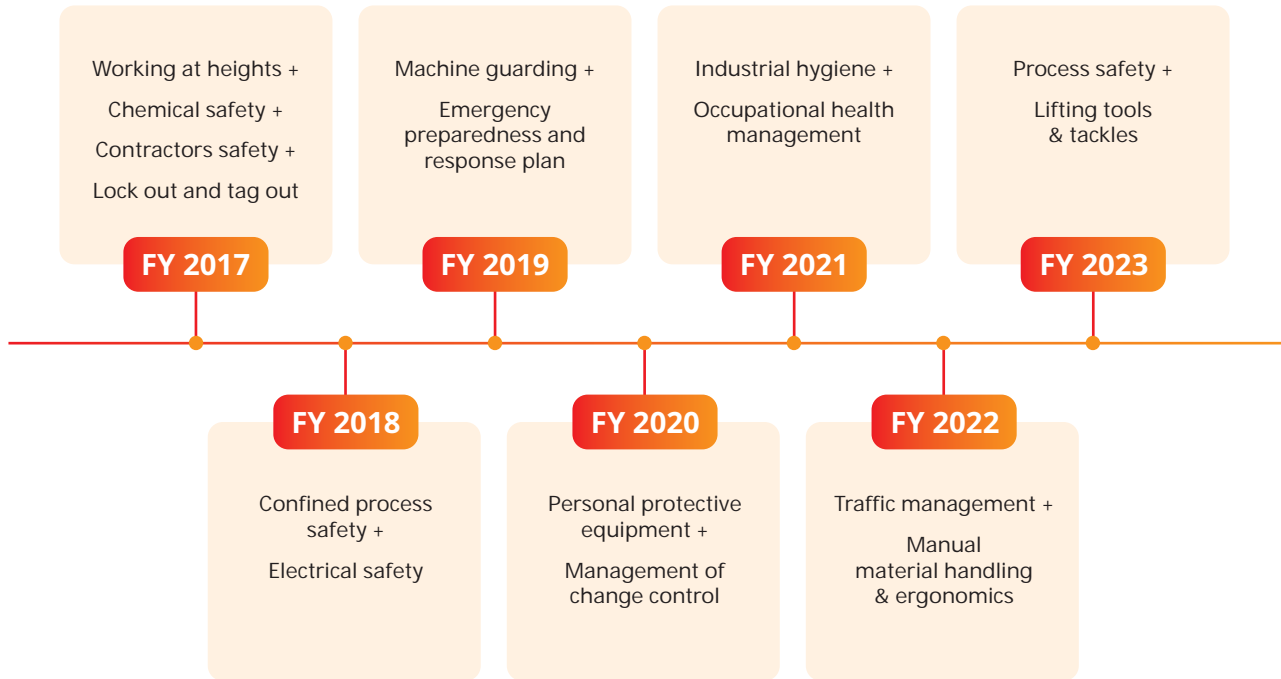 Working at heights +
Chemical safety +
Contractors safety +
Lock out and tag out
FY 2017
Machine guarding +
Emergency
preparedness and
response plan
FY 2019
Industrial hygiene +
Occupational health
management
FY 2021
Process safety +
Lifting tools
& tackles
FY 2023
FY 2018
Confined process
safety +
Electrical safety
FY 2020
Personal protective
equipment +
Management of
change control
FY 2022
Traffic management +
Manual
material handling
& ergonomics